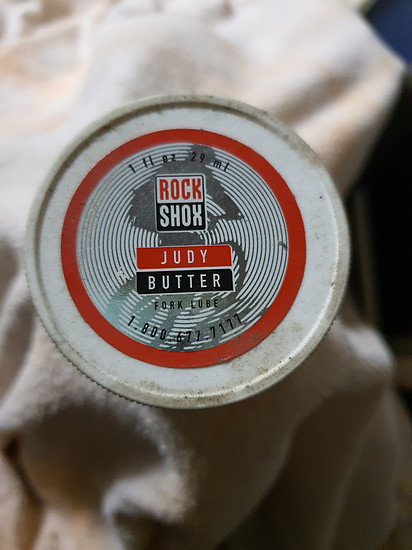 1 fl oz 29 ml
ROCK
SHOX
JUDY
BUTTER
FORK LUBE
1.800.677.7177